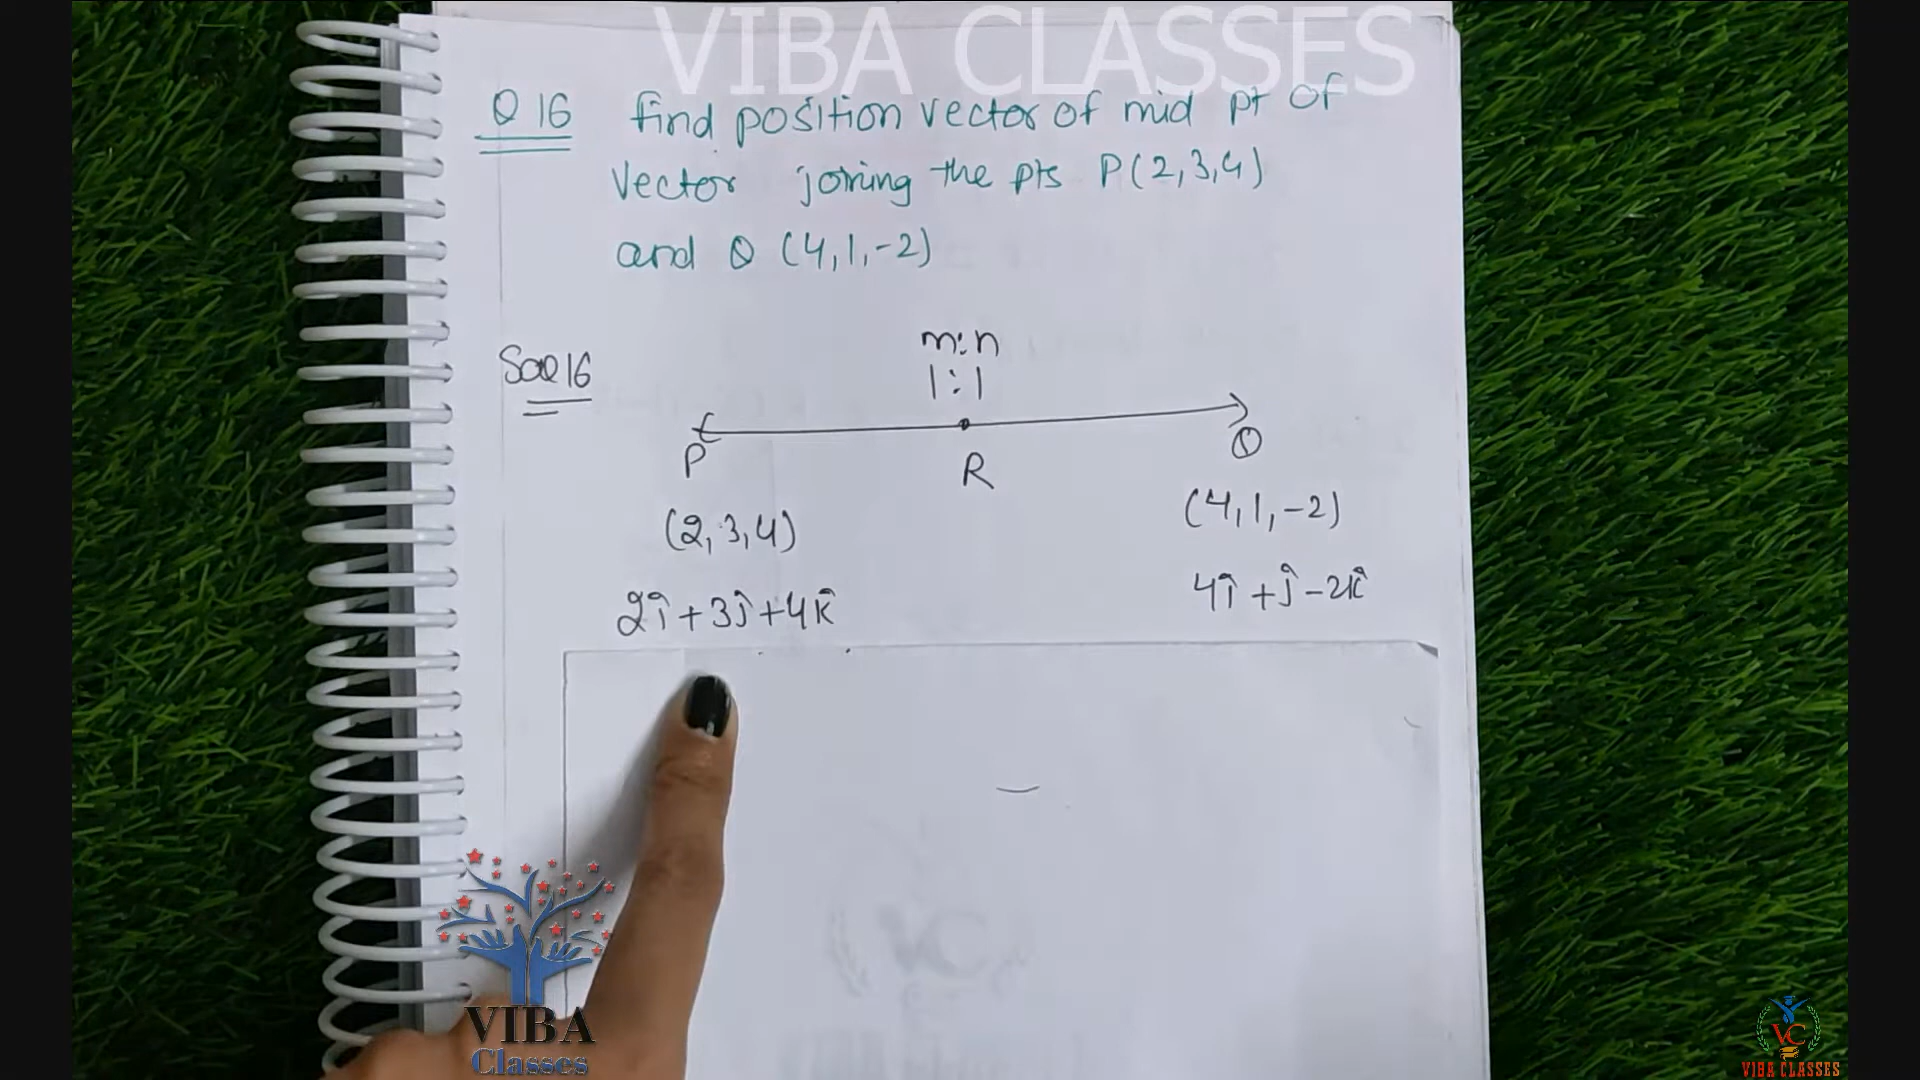 VIBA CLASSES
Q 16 find position vector of mid pt of
vector joining the pts P(2,3,4)
and Q (4,1,-2)
m:n
Sol 16
1:1
P
R
Q
(2,3,4)
(4,1,-2)
2î + 3ĵ + 4k̂
4î + ĵ - 2k̂
VC
VIBA
Classes
VC
VIBA CLASSES